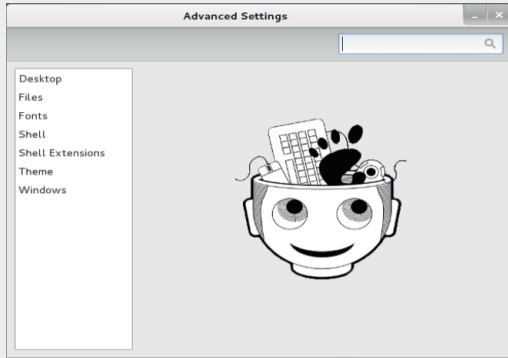 Advanced Settings
Desktop
Files
Fonts
Shell
Shell Extensions
Theme
Windows